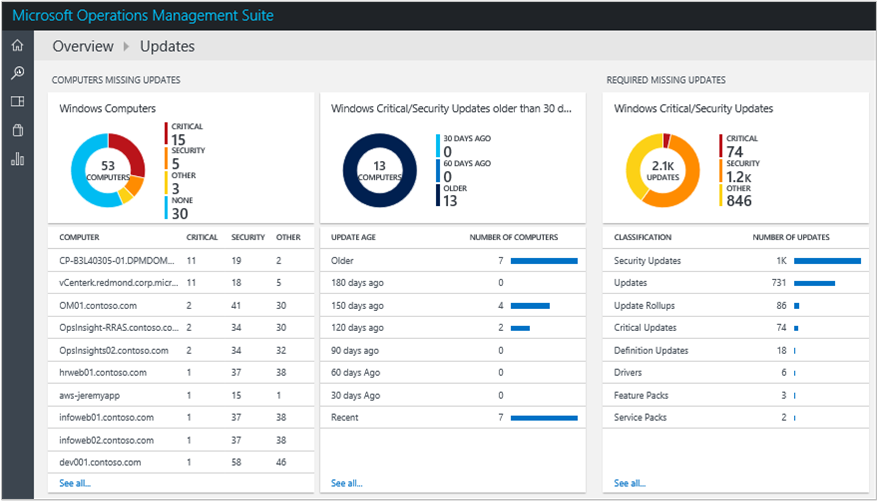 Microsoft Operations Management Suite
Overview Updates
COMPUTERS MISSING UPDATES
Windows Computers
53
COMPUTERS
CRITICAL
15
SECURITY
5
OTHER
3
NONE
30
COMPUTER CRITICAL SECURITY OTHER
CP-B3L40305-01.DPMDOM... 11 19 2
vCenterk.redmond.corp.micr... 11 18 5
OM01.contoso.com 2 41 30
OpsInsight-RRAS.contoso.co... 2 34 30
OpsInsights02.contoso.com 2 34 32
hrweb01.contoso.com 1 37 38
aws-jeremyapp 1 15 1
infoweb01.contoso.com 1 37 38
infoweb02.contoso.com 1 37 38
dev001.contoso.com 1 58 46
See all...
Windows Critical/Security Updates older than 30 d...
13
COMPUTERS
30 DAYS AGO
0
60 DAYS AGO
0
OLDER
13
UPDATE AGE NUMBER OF COMPUTERS
Older 7
180 days ago 0
150 days ago 4
120 days ago 2
90 days ago 0
60 days Ago 0
30 days Ago 0
Recent 7
See all...
REQUIRED MISSING UPDATES
Windows Critical/Security Updates
2.1K
UPDATES
CRITICAL
74
SECURITY
1.2K
OTHER
846
CLASSIFICATION NUMBER OF UPDATES
Security Updates 1K
Updates 731
Update Rollups 86
Critical Updates 74
Definition Updates 18
Drivers 6
Feature Packs 3
Service Packs 2
See all...